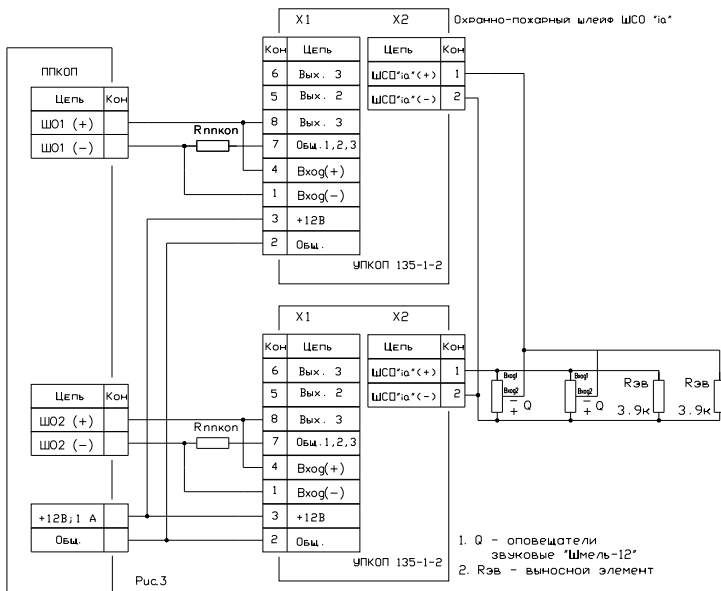 X1 X2 Охранно-пожарный шлейф ШСО "ia"
Кон Цепь Цепь Кон
6 Вых. 3 ШСО"ia"(+) 1
5 Вых. 2 ШСО"ia"(-) 2
8 Вых. 3
7 Общ.1,2,3
4 Вход(+)
1 Вход(-)
3 +12В
2 Общ.
УПКОП 135-1-2
ППКОП
Цепь Кон
ШО1 (+)
ШО1 (-)
Rппкоп
X1 X2
Кон Цепь Цепь Кон
6 Вых. 3 ШСО"ia"(+) 1
5 Вых. 2 ШСО"ia"(-) 2
8 Вых. 3
7 Общ.1,2,3
4 Вход(+)
1 Вход(-)
3 +12В
2 Общ.
УПКОП 135-1-2
Цепь Кон
ШО2 (+)
ШО2 (-)
Rппкоп
+12В;1 А
Общ.
Вход1
Вход2
- + Q
Вход1
Вход2
- + Q
Rэв
3.9к
Rэв
3.9к
1. Q - оповещатели
звуковые "Шмель-12"
2. Rэв - выносной элемент
Рис.3